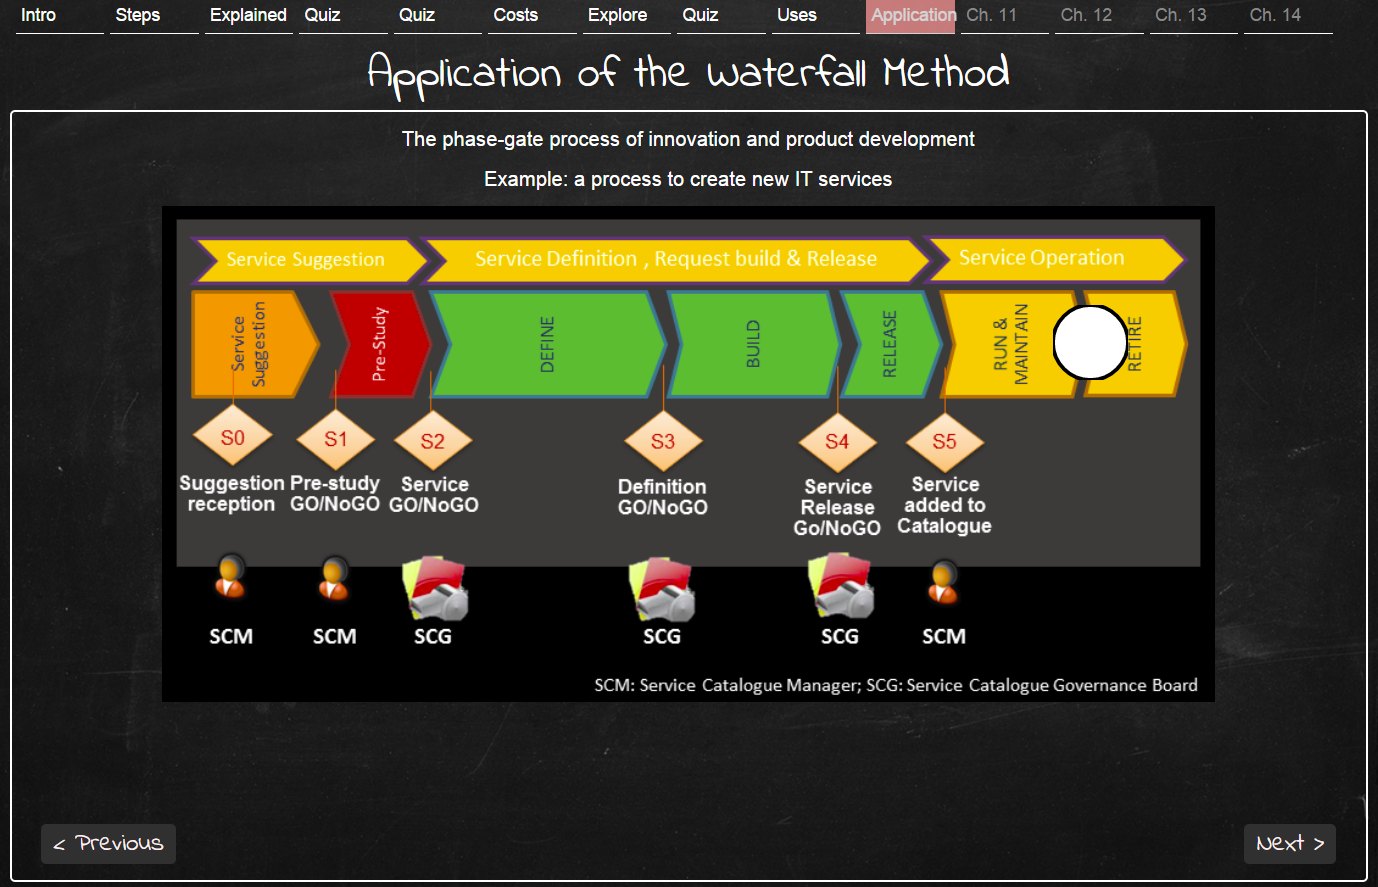 Intro
Steps
Explained
Quiz
Quiz
Costs
Explore
Quiz
Uses
Application
Ch. 11
Ch. 12
Ch. 13
Ch. 14
Application of the Waterfall Method
The phase-gate process of innovation and product development
Example: a process to create new IT services
Service Suggestion
Service Definition , Request build & Release
Service Operation
Service
Suggestion
Pre-Study
DEFINE
BUILD
RELEASE
RUN &
MAINTAIN
RETIRE
S0
S1
S2
S3
S4
S5
Suggestion
reception
Pre-study
GO/NoGO
Service
GO/NoGO
Definition
GO/NoGO
Service
Release
Go/NoGO
Service
added to
Catalogue
SCM
SCM
SCG
SCG
SCG
SCM
SCM: Service Catalogue Manager; SCG: Service Catalogue Governance Board
< Previous
Next >